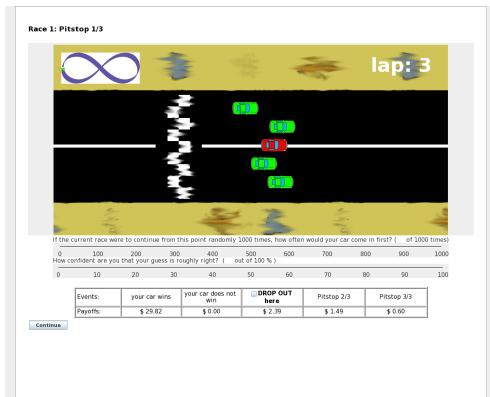 Race 1: Pitstop 1/3
lap: 3
If the current race were to continue from this point randomly 1000 times, how often would your car come in first? ( of 1000 times)
0 100 200 300 400 500 600 700 800 900 1000
How confident are you that your guess is roughly right? ( out of 100 % )
0 10 20 30 40 50 60 70 80 90 100
Events: your car wins your car does not win DROP OUT here Pitstop 2/3 Pitstop 3/3
Payoffs: $ 29.82 $ 0.00 $ 2.39 $ 1.49 $ 0.60
Continue